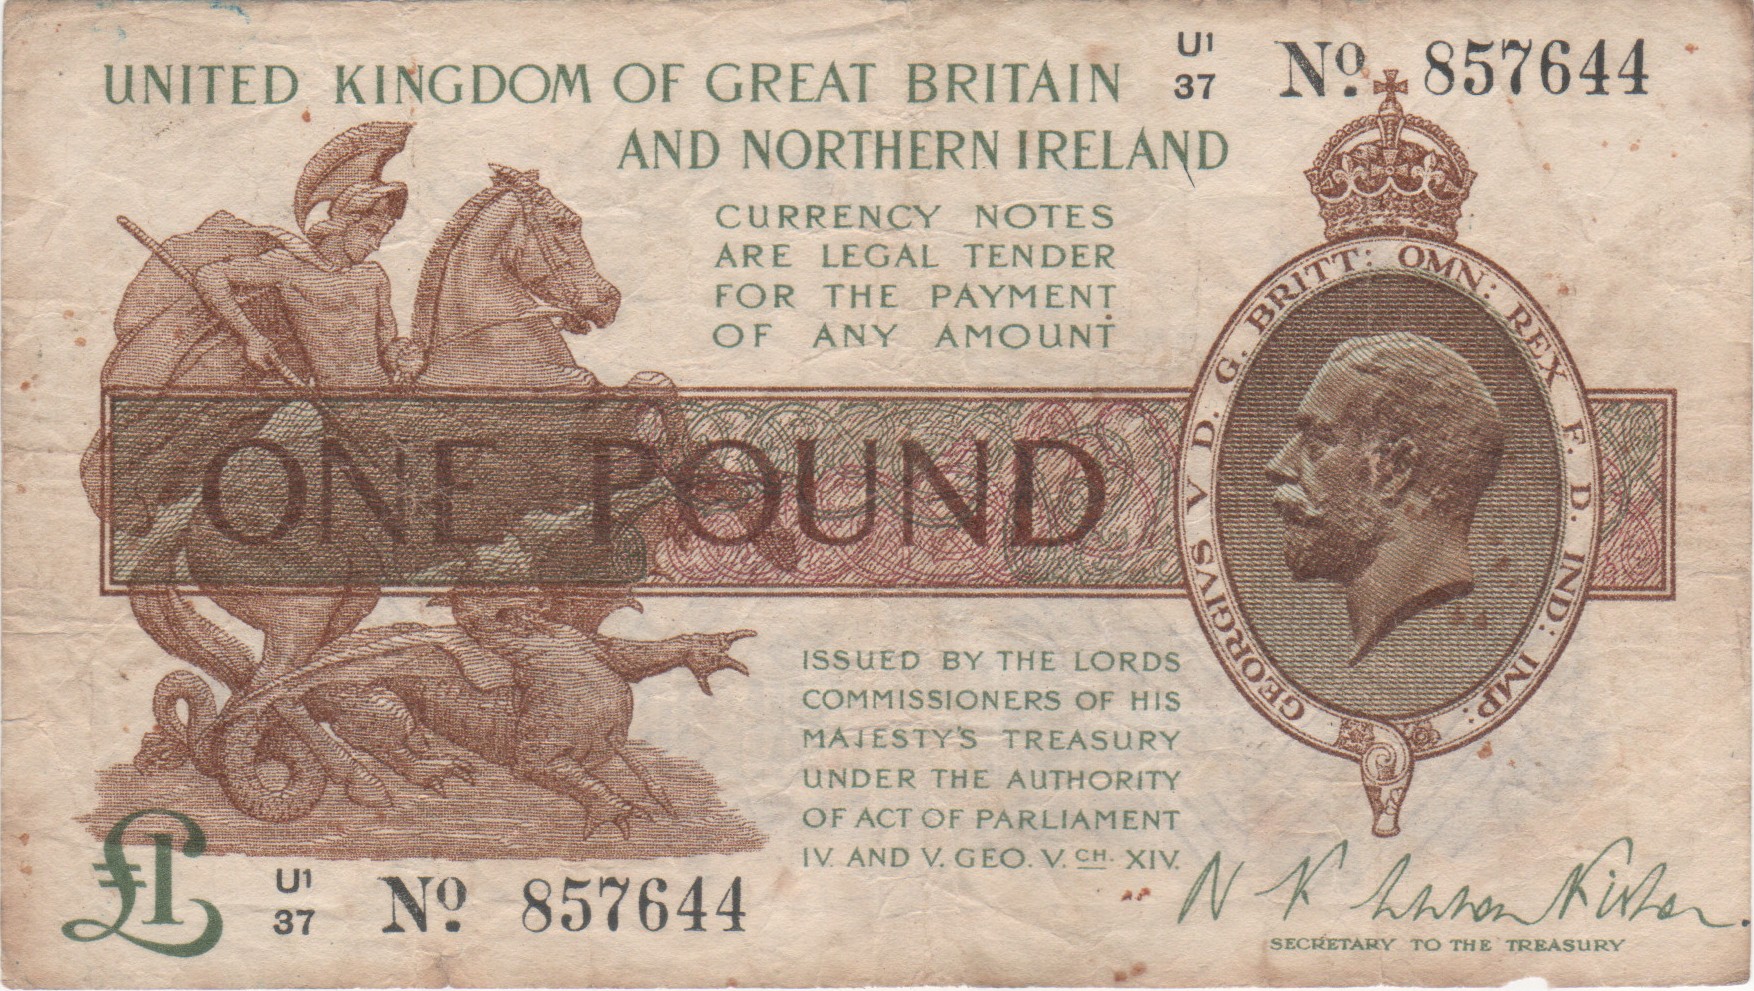 UNITED KINGDOM OF GREAT BRITAIN
AND NORTHERN IRELAND
U1
37
Nº. 857644
CURRENCY NOTES
ARE LEGAL TENDER
FOR THE PAYMENT
OF ANY AMOUNT
GEORGIVS V D. G. BRITT: OMN: REX F. D. IND: IMP:
ONE POUND
ISSUED BY THE LORDS
COMMISSIONERS OF HIS
MAJESTY'S TREASURY
UNDER THE AUTHORITY
OF ACT OF PARLIAMENT
IV. AND V. GEO. V. CH. XIV.
£1
U1
37
Nº. 857644
N F Warren Fisher.
SECRETARY TO THE TREASURY